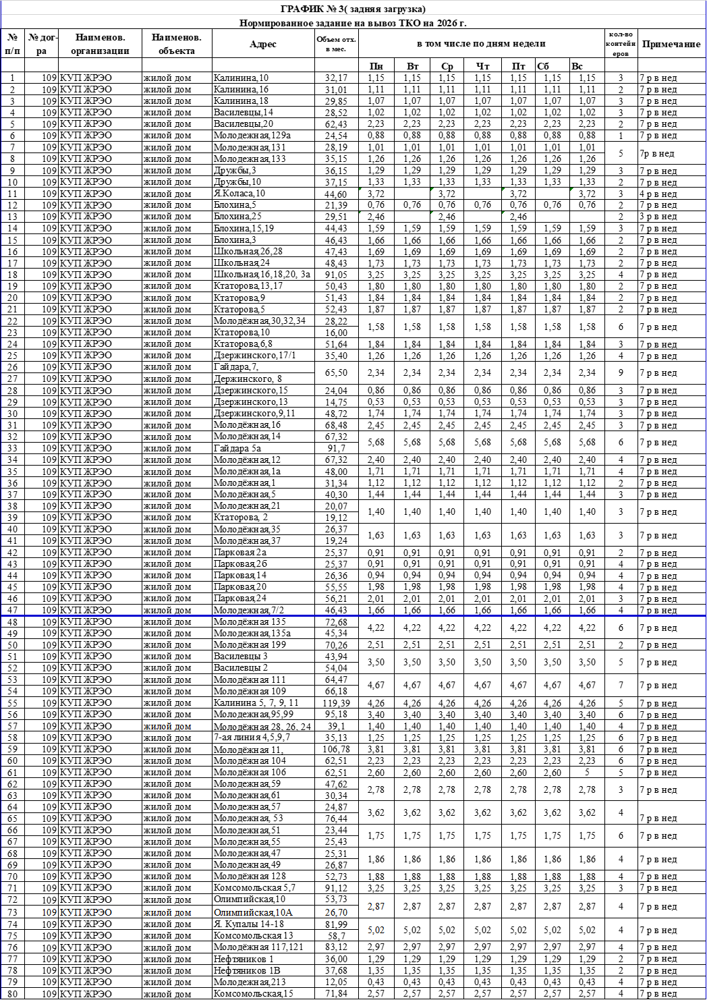 ГРАФИК № 3( задняя загрузка)
Нормированное задание на вывоз ТКО на 2026 г.
№ п/п № дог-ра Наименов. организации Наименов. объекта Адрес Объем отх. в мес. в том числе по дням недели кол-во контейнеров Примечание
Пн Вт Ср Чт Пт Сб Вс
1 109 КУП ЖРЭО жилой дом Калинина,10 32,17 1,15 1,15 1,15 1,15 1,15 1,15 1,15 3 7 р в нед
2 109 КУП ЖРЭО жилой дом Калинина,16 31,01 1,11 1,11 1,11 1,11 1,11 1,11 1,11 2 7 р в нед
3 109 КУП ЖРЭО жилой дом Калинина,18 29,85 1,07 1,07 1,07 1,07 1,07 1,07 1,07 3 7 р в нед
4 109 КУП ЖРЭО жилой дом Василевцы,14 28,52 1,02 1,02 1,02 1,02 1,02 1,02 1,02 3 7 р в нед
5 109 КУП ЖРЭО жилой дом Василевцы,20 62,43 2,23 2,23 2,23 2,23 2,23 2,23 2,23 2 7 р в нед
6 109 КУП ЖРЭО жилой дом Молодежная,129а 24,54 0,88 0,88 0,88 0,88 0,88 0,88 0,88 1 7 р в нед
7 109 КУП ЖРЭО жилой дом Молодежная,131 28,19 1,01 1,01 1,01 1,01 1,01 1,01 1,01 5 7р в нед
8 109 КУП ЖРЭО жилой дом Молодежная,133 35,15 1,26 1,26 1,26 1,26 1,26 1,26 1,26
9 109 КУП ЖРЭО жилой дом Дружбы,3 36,15 1,29 1,29 1,29 1,29 1,29 1,29 1,29 3 7 р в нед
10 109 КУП ЖРЭО жилой дом Дружбы,10 37,15 1,33 1,33 1,33 1,33 1,33 1,33 1,33 2 7 р в нед
11 109 КУП ЖРЭО жилой дом Я.Коласа,10 44,60 3,72 3,72 3,72 3,72 3 4 р в нед
12 109 КУП ЖРЭО жилой дом Блохина,5 21,39 0,76 0,76 0,76 0,76 0,76 0,76 0,76 2 7 р в нед
13 109 КУП ЖРЭО жилой дом Блохина,25 29,51 2,46 2,46 2,46 2 3 р в нед
14 109 КУП ЖРЭО жилой дом Блохина,15,19 44,43 1,59 1,59 1,59 1,59 1,59 1,59 1,59 3 7 р в нед
15 109 КУП ЖРЭО жилой дом Блохина,3 46,43 1,66 1,66 1,66 1,66 1,66 1,66 1,66 2 7 р в нед
16 109 КУП ЖРЭО жилой дом Школьная,26,28 47,43 1,69 1,69 1,69 1,69 1,69 1,69 1,69 2 7 р в нед
17 109 КУП ЖРЭО жилой дом Школьная,24 48,43 1,73 1,73 1,73 1,73 1,73 1,73 1,73 2 7 р в нед
18 109 КУП ЖРЭО жилой дом Школьная,16,18,20, 3а 91,05 3,25 3,25 3,25 3,25 3,25 3,25 3,25 4 7 р в нед
19 109 КУП ЖРЭО жилой дом Ктаторова,13,17 50,43 1,80 1,80 1,80 1,80 1,80 1,80 1,80 2 7 р в нед
20 109 КУП ЖРЭО жилой дом Ктаторова,9 51,43 1,84 1,84 1,84 1,84 1,84 1,84 1,84 2 7 р в нед
21 109 КУП ЖРЭО жилой дом Ктаторова,5 52,43 1,87 1,87 1,87 1,87 1,87 1,87 1,87 2 7 р в нед
22 109 КУП ЖРЭО жилой дом Молодёжная,30,32,34 28,22 1,58 1,58 1,58 1,58 1,58 1,58 1,58 6 7 р в нед
23 109 КУП ЖРЭО жилой дом Ктаторова,10 16,00
24 109 КУП ЖРЭО жилой дом Ктаторова,6,8 51,64 1,84 1,84 1,84 1,84 1,84 1,84 1,84 3 7 р в нед
25 109 КУП ЖРЭО жилой дом Дзержинского,17/1 35,40 1,26 1,26 1,26 1,26 1,26 1,26 1,26 4 7 р в нед
26 109 КУП ЖРЭО жилой дом Гайдара,7, 65,50 2,34 2,34 2,34 2,34 2,34 2,34 2,34 9 7 р в нед
27 109 КУП ЖРЭО жилой дом Держинского, 8
28 109 КУП ЖРЭО жилой дом Дзержинского,15 24,04 0,86 0,86 0,86 0,86 0,86 0,86 0,86 3 7 р в нед
29 109 КУП ЖРЭО жилой дом Дзержинского,13 14,75 0,53 0,53 0,53 0,53 0,53 0,53 0,53 3 7 р в нед
30 109 КУП ЖРЭО жилой дом Дзержинского,9,11 48,72 1,74 1,74 1,74 1,74 1,74 1,74 1,74 3 7 р в нед
31 109 КУП ЖРЭО жилой дом Молодёжная,16 68,48 2,45 2,45 2,45 2,45 2,45 2,45 2,45 3 7 р в нед
32 109 КУП ЖРЭО жилой дом Молодёжная,14 67,32 5,68 5,68 5,68 5,68 5,68 5,68 5,68 6 7 р в нед
33 109 КУП ЖРЭО жилой дом Гайдара 5а 91,7
34 109 КУП ЖРЭО жилой дом Молодёжная,12 67,32 2,40 2,40 2,40 2,40 2,40 2,40 2,40 4 7 р в нед
35 109 КУП ЖРЭО жилой дом Молодёжная,1а 48,00 1,71 1,71 1,71 1,71 1,71 1,71 1,71 4 7 р в нед
36 109 КУП ЖРЭО жилой дом Молодёжная,1 31,34 1,12 1,12 1,12 1,12 1,12 1,12 1,12 2 7 р в нед
37 109 КУП ЖРЭО жилой дом Молодёжная,5 40,30 1,44 1,44 1,44 1,44 1,44 1,44 1,44 3 7 р в нед
38 109 КУП ЖРЭО жилой дом Молодежная,21 20,07 1,40 1,40 1,40 1,40 1,40 1,40 1,40 3 7 р в нед
39 109 КУП ЖРЭО жилой дом Ктаторова, 2 19,12
40 109 КУП ЖРЭО жилой дом Молодёжная,35 26,37 1,63 1,63 1,63 1,63 1,63 1,63 1,63 3 7 р в нед
41 109 КУП ЖРЭО жилой дом Молодёжная,37 19,24
42 109 КУП ЖРЭО жилой дом Парковая 2а 25,37 0,91 0,91 0,91 0,91 0,91 0,91 0,91 2 7 р в нед
43 109 КУП ЖРЭО жилой дом Парковая,2б 25,37 0,91 0,91 0,91 0,91 0,91 0,91 0,91 4 7 р в нед
44 109 КУП ЖРЭО жилой дом Парковая,14 26,36 0,94 0,94 0,94 0,94 0,94 0,94 0,94 4 7 р в нед
45 109 КУП ЖРЭО жилой дом Парковая,20 55,55 1,98 1,98 1,98 1,98 1,98 1,98 1,98 4 7 р в нед
46 109 КУП ЖРЭО жилой дом Парковая,24 56,21 2,01 2,01 2,01 2,01 2,01 2,01 2,01 3 7 р в нед
47 109 КУП ЖРЭО жилой дом Молодежная,7/2 46,43 1,66 1,66 1,66 1,66 1,66 1,66 1,66 4 7 р в нед
48 109 КУП ЖРЭО жилой дом Молодёжная 135 72,68 4,22 4,22 4,22 4,22 4,22 4,22 4,22 6 7 р в нед
49 109 КУП ЖРЭО жилой дом Молодежная,135а 45,34
50 109 КУП ЖРЭО жилой дом Молодёжная 199 70,26 2,51 2,51 2,51 2,51 2,51 2,51 2,51 2 7 р в нед
51 109 КУП ЖРЭО жилой дом Василевцы 3 43,94 3,50 3,50 3,50 3,50 3,50 3,50 3,50 5 7 р в нед
52 109 КУП ЖРЭО жилой дом Василевцы 2 54,04
53 109 КУП ЖРЭО жилой дом Молодёжная 111 64,47 4,67 4,67 4,67 4,67 4,67 4,67 4,67 7 7 р в нед
54 109 КУП ЖРЭО жилой дом Молодёжная 109 66,18
55 109 КУП ЖРЭО жилой дом Калинина 5, 7, 9, 11 119,39 4,26 4,26 4,26 4,26 4,26 4,26 4,26 5 7 р в нед
56 109 КУП ЖРЭО жилой дом Молодежная,95,99 95,18 3,40 3,40 3,40 3,40 3,40 3,40 3,40 6 7 р в нед
57 109 КУП ЖРЭО жилой дом Молодёжная 28, 26, 24 39,1 1,40 1,40 1,40 1,40 1,40 1,40 1,40 4 7 р в нед
58 109 КУП ЖРЭО жилой дом 7-ая линия 4,5,9,7 35,13 1,25 1,25 1,25 1,25 1,25 1,25 1,25 6 7 р в нед
59 109 КУП ЖРЭО жилой дом Молодёжная 11, 106,78 3,81 3,81 3,81 3,81 3,81 3,81 3,81 6 7 р в нед
60 109 КУП ЖРЭО жилой дом Молодёжная 104 62,51 2,23 2,23 2,23 2,23 2,23 2,23 2,23 6 7 р в нед
61 109 КУП ЖРЭО жилой дом Молодёжная 106 62,51 2,60 2,60 2,60 2,60 2,60 2,60 5 5 7 р в нед
62 109 КУП ЖРЭО жилой дом Молодежная,59 47,62 2,78 2,78 2,78 2,78 2,78 2,78 2,78 3 7 р в нед
63 109 КУП ЖРЭО жилой дом Молодежная,61 30,34
64 109 КУП ЖРЭО жилой дом Молодежная,57 24,87 3,62 3,62 3,62 3,62 3,62 3,62 3,62 4 7 р в нед
65 109 КУП ЖРЭО жилой дом Молодежная, 53 76,44
66 109 КУП ЖРЭО жилой дом Молодежная,51 23,44 1,75 1,75 1,75 1,75 1,75 1,75 1,75 6 7 р в нед
67 109 КУП ЖРЭО жилой дом Молодежная,55 25,43
68 109 КУП ЖРЭО жилой дом Молодежная,47 25,31 1,86 1,86 1,86 1,86 1,86 1,86 1,86 4 7 р в нед
69 109 КУП ЖРЭО жилой дом Молодежная,49 26,87
70 109 КУП ЖРЭО жилой дом Молодёжная 128 52,73 1,88 1,88 1,88 1,88 1,88 1,88 1,88 4 7 р в нед
71 109 КУП ЖРЭО жилой дом Комсомольская 5,7 91,12 3,25 3,25 3,25 3,25 3,25 3,25 3,25 3 7 р в нед
72 109 КУП ЖРЭО жилой дом Олимпийская,10 53,73 2,87 2,87 2,87 2,87 2,87 2,87 2,87 4 7 р в нед
73 109 КУП ЖРЭО жилой дом Олимпийская,10А 26,70
74 109 КУП ЖРЭО жилой дом Я. Купалы 14-18 81,99 5,02 5,02 5,02 5,02 5,02 5,02 5,02 4 7 р в нед
75 109 КУП ЖРЭО жилой дом Комсомольская 13 58,7
76 109 КУП ЖРЭО жилой дом Молодёжная 117,121 83,12 2,97 2,97 2,97 2,97 2,97 2,97 2,97 4 7 р в нед
77 109 КУП ЖРЭО жилой дом Нефтяников 1 36,00 1,29 1,29 1,29 1,29 1,29 1,29 1,29 2 7 р в нед
78 109 КУП ЖРЭО жилой дом Нефтяников 1В 37,68 1,35 1,35 1,35 1,35 1,35 1,35 1,35 2 7 р в нед
79 109 КУП ЖРЭО жилой дом Молодежная,213 12,05 0,43 0,43 0,43 0,43 0,43 0,43 0,43 4 7 р в нед
80 109 КУП ЖРЭО жилой дом Комсомольская,15 71,84 2,57 2,57 2,57 2,57 2,57 2,57 2,57 4 7 р в нед